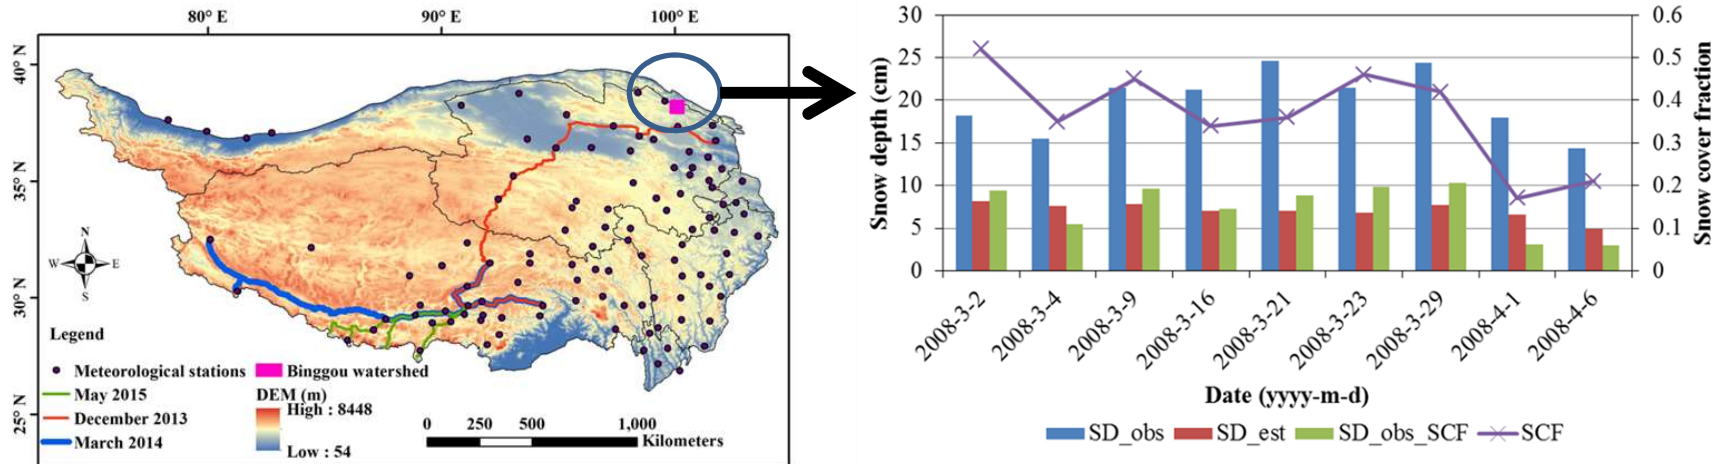 80° E 90° E 100° E
40° N
35° N
30° N
25° N
N
W E
S
Legend
Meteorological stations
Binggou watershed
May 2015
DEM (m)
High : 8448
December 2013
Low : 54
March 2014
0 250 500 1,000
Kilometers
Snow depth (cm)
30
25
20
15
10
5
0
0.6
0.5
0.4
0.3
0.2
0.1
0
Snow cover fraction
2008-3-2
2008-3-4
2008-3-9
2008-3-16
2008-3-21
2008-3-23
2008-3-29
2008-4-1
2008-4-6
Date (yyyy-m-d)
SD_obs SD_est SD_obs_SCF SCF